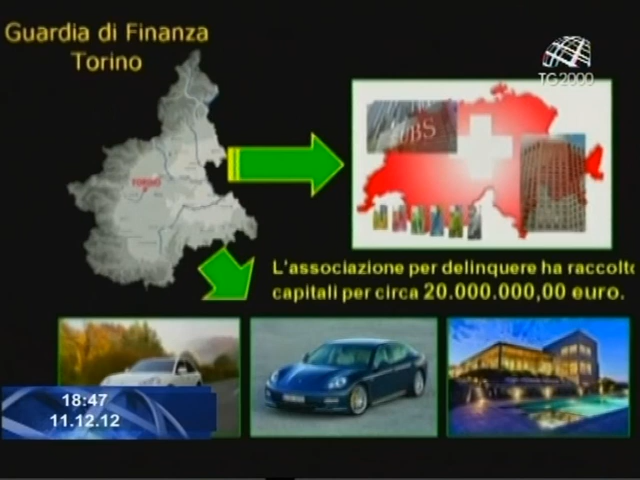 Guardia di Finanza
Torino
TG2000
TORINO
UBS
L'associazione per delinquere ha raccolto
capitali per circa 20.000.000,00 euro.
18:47
11.12.12